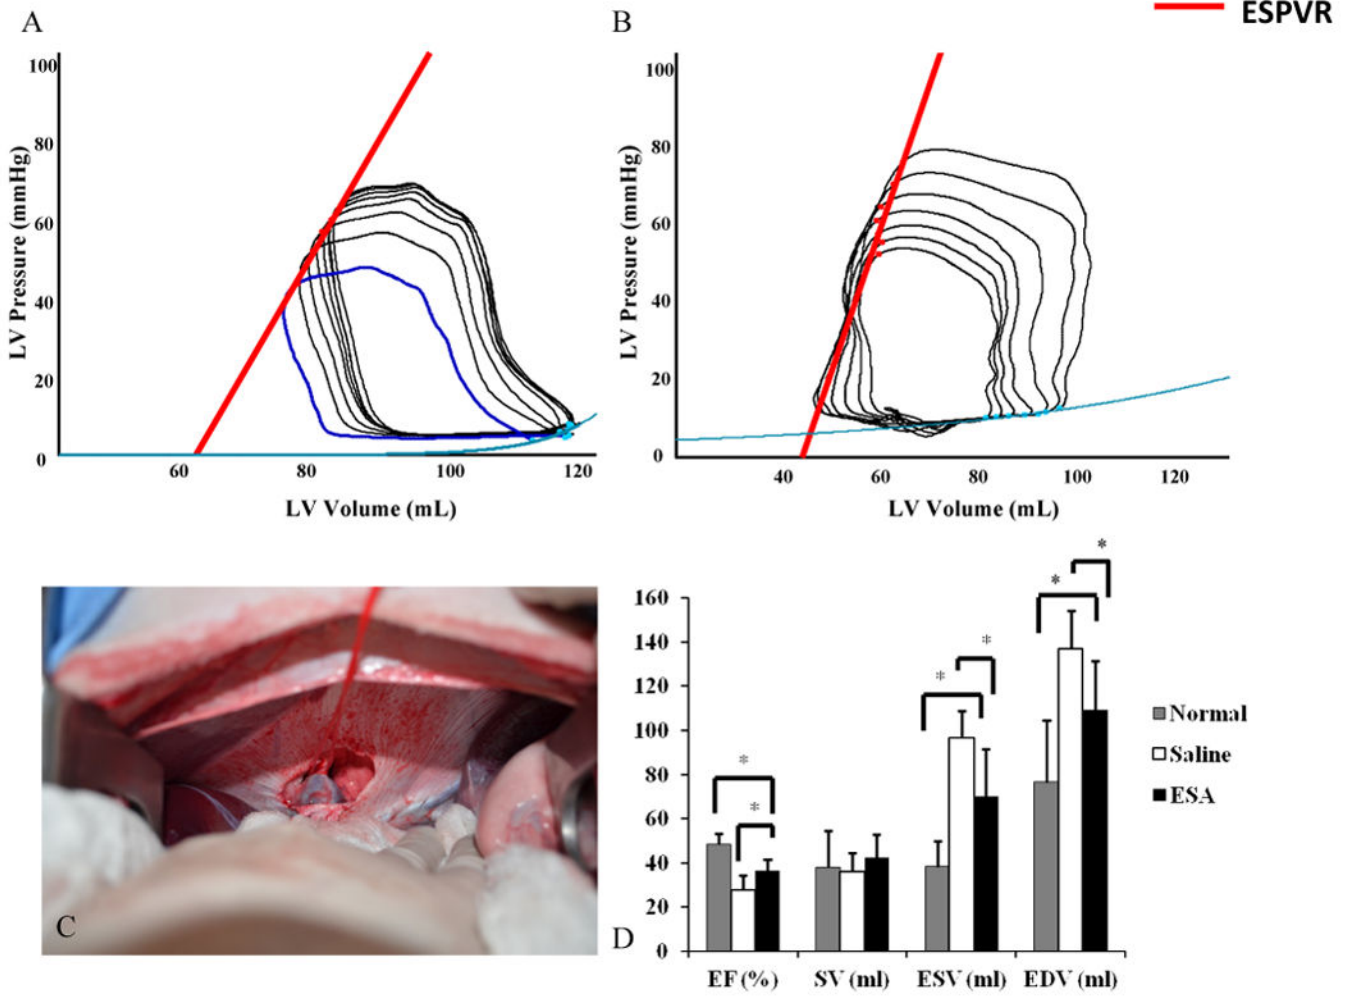 A
B
ESPVR
100
80
60
40
20
0
LV Pressure (mmHg)
60
80
100
120
LV Volume (mL)
100
80
60
40
20
0
LV Pressure (mmHg)
40
60
80
100
120
LV Volume (mL)
C
D
160
140
120
100
80
60
40
20
0
*
*
*
*
*
*
EF (%)
SV (ml)
ESV (ml)
EDV (ml)
Normal
Saline
ESA